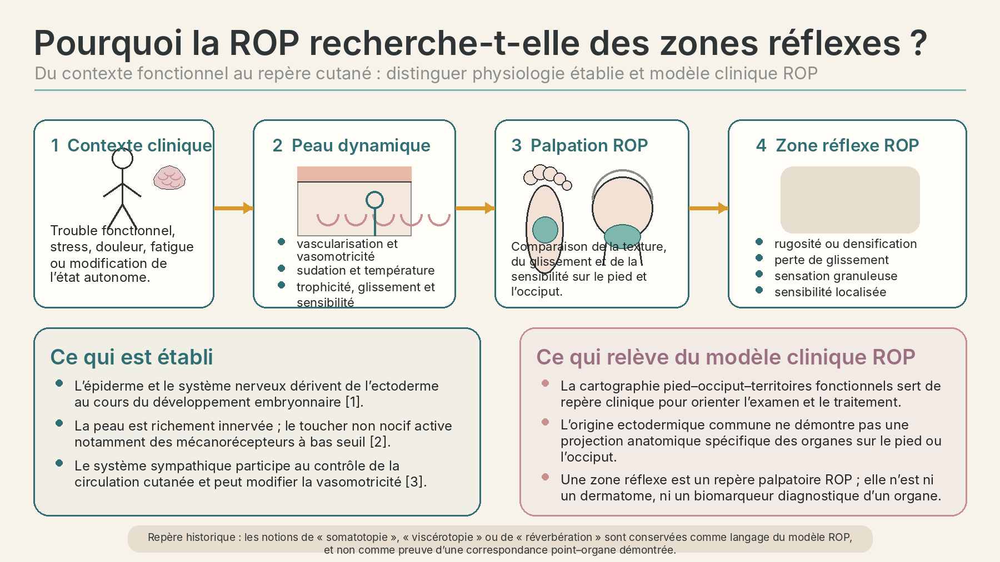 Pourquoi la ROP recherche-t-elle des zones réflexes ?
Du contexte fonctionnel au repère cutané : distinguer physiologie établie et modèle clinique ROP
1 Contexte clinique
Trouble fonctionnel,
stress, douleur, fatigue
ou modification de
l’état autonome.
2 Peau dynamique
vascularisation et
vasomotricité
sudation et température
trophicité, glissement et
sensibilité
3 Palpation ROP
Comparaison de la texture,
du glissement et de la
sensibilité sur le pied et
l’occiput.
4 Zone réflexe ROP
rugosité ou densification
perte de glissement
sensation granuleuse
sensibilité localisée
Ce qui est établi
L’épiderme et le système nerveux dérivent de l’ectoderme
au cours du développement embryonnaire [1].
La peau est richement innervée ; le toucher non nocif active
notamment des mécanorécepteurs à bas seuil [2].
Le système sympathique participe au contrôle de la
circulation cutanée et peut modifier la vasomotricité [3].
Ce qui relève du modèle clinique ROP
La cartographie pied–occiput–territoires fonctionnels sert de
repère clinique pour orienter l’examen et le traitement.
L’origine ectodermique commune ne démontre pas une
projection anatomique spécifique des organes sur le pied ou
l’occiput.
Une zone réflexe est un repère palpatoire ROP ; elle n’est ni
un dermatome, ni un biomarqueur diagnostique d’un organe.
Repère historique : les notions de « somatotopie », « viscérotopie » ou de « réverbération » sont conservées comme langage du modèle ROP,
et non comme preuve d’une correspondance point–organe démontrée.